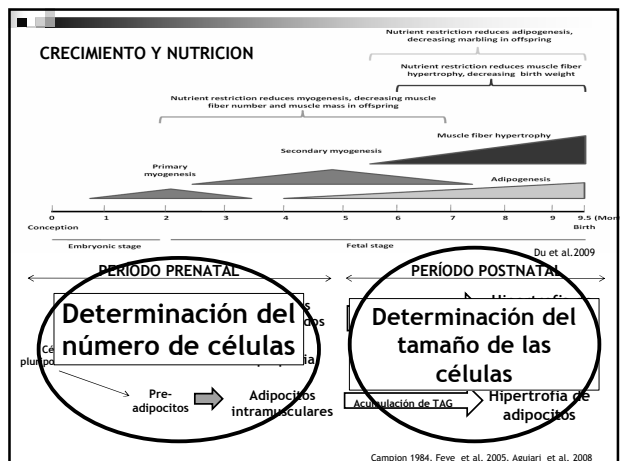 CRECIMIENTO Y NUTRICION
Nutrient restriction reduces adipogenesis,
decreasing marbling in offspring
Nutrient restriction reduces muscle fiber
hypertrophy, decreasing birth weight
Nutrient restriction reduces myogenesis, decreasing muscle
fiber number and muscle mass in offspring
Muscle fiber hypertrophy
Secondary myogenesis
Primary
myogenesis
Adipogenesis
0 1 2 3 4 5 6 7 8 9 9.5 (Mon
Conception
Birth
Embryonic stage
Fetal stage
Du et al.2009
PERÍODO PRENATAL
PERÍODO POSTNATAL
Determinación del
número de células
Determinación del
tamaño de las
células
Pre-
adipocitos
Adipocitos
intramusculares
Acumulación de TAG
Hipertrofia de
adipocitos
Campion 1984, Feve et al. 2005, Aguiari et al. 2008